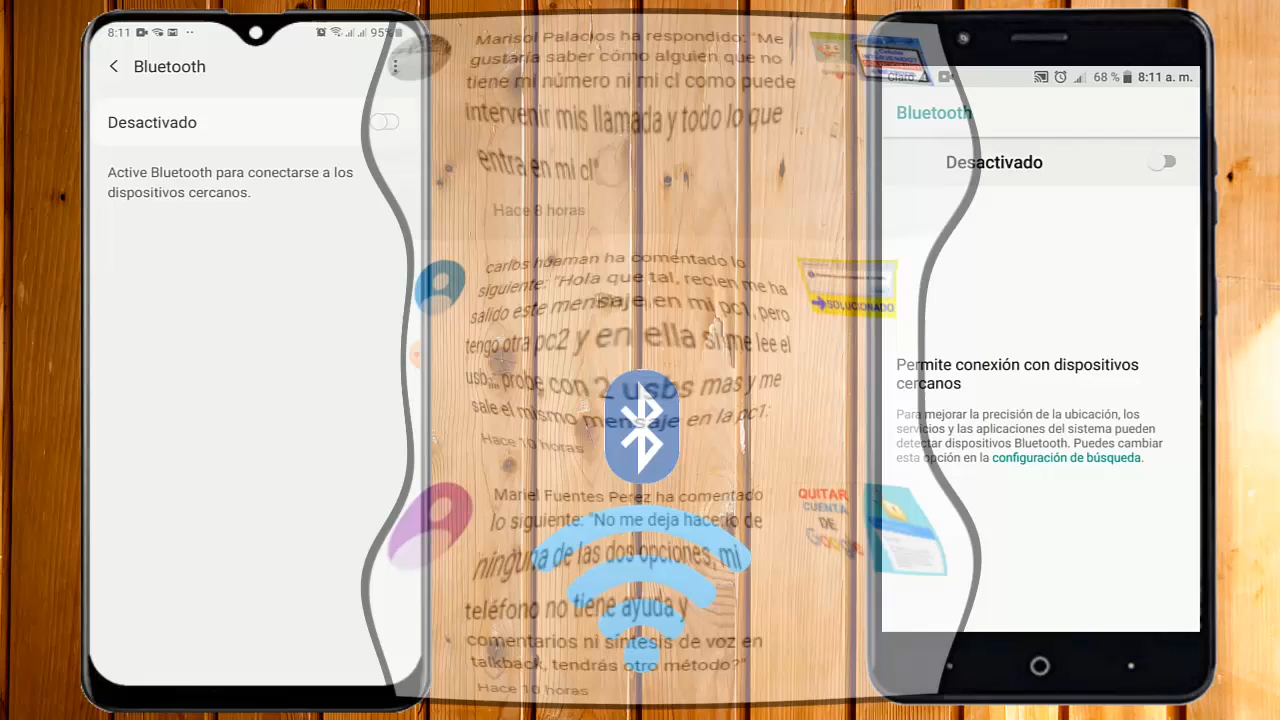 8:11
95%
Bluetooth
Desactivado
Active Bluetooth para conectarse a los
dispositivos cercanos.
Marisol Palacios ha respondido: "Me
gustaría saber cómo alguien que no
tiene mi número ni mi cl como puede
intervenir mis llamada y todo lo que
entra en mi cl"
Hace 8 horas
carlos huaman ha comentado lo
siguiente: "Hola que tal, recien me ha
salido este mensaje en mi pc1, pero
tengo otra pc2 y en ella si me lee el
usb... probe con 2 usbs mas y me
sale el mismo mensaje en la pc1:
Hace 10 horas
Mariel Fuentes Perez ha comentado
lo siguiente: "No me deja hacerlo de
ninguna de las dos opciones, mi
teléfono no tiene ayuda y
comentarios ni síntesis de voz en
talkback, tendrás otro método?"
Hace 10 horas
SOLUCIONADO
QUITAR
CUENTA
DE
Google
Claro
68 %
8:11 a. m.
Bluetooth
Desactivado
Permite conexión con dispositivos
cercanos
Para mejorar la precisión de la ubicación, los
servicios y las aplicaciones del sistema pueden
detectar dispositivos Bluetooth. Puedes cambiar
esta opción en la configuración de búsqueda.